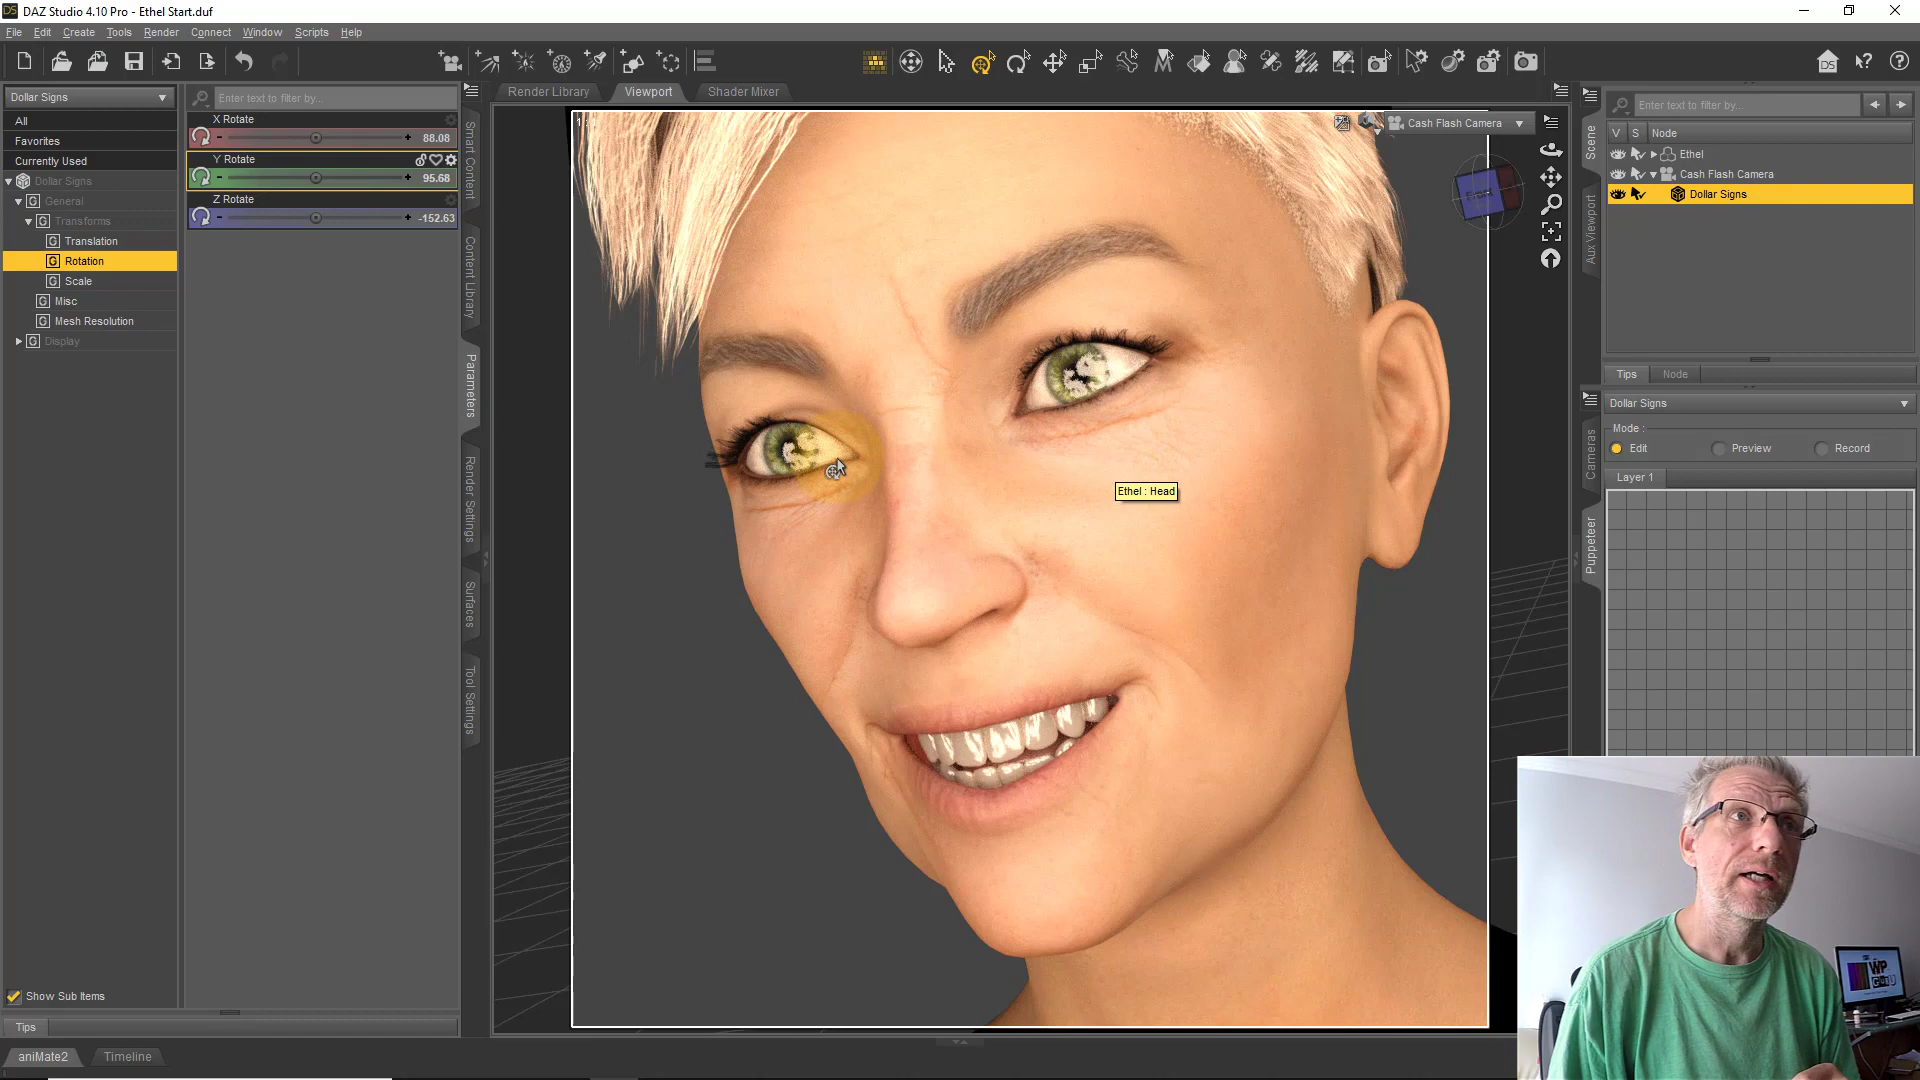 DAZ Studio 4.10 Pro - Ethel Start.duf
File Edit Create Tools Render Connect Window Scripts Help
Dollar Signs
All
Favorites
Currently Used
Dollar Signs
General
Transforms
Translation
Rotation
Scale
Misc
Mesh Resolution
Display
Show Sub Items
Tips
aniMate2
Timeline
Enter text to filter by...
X Rotate
88.08
Y Rotate
95.68
Z Rotate
-152.63
Smart Content
Content Library
Parameters
Render Settings
Surfaces
Tool Settings
Render Library
Viewport
Shader Mixer
Cash Flash Camera
Front
Ethel : Head
Scene
Aux Viewport
Cameras
Puppeteer
Enter text to filter by...
V S Node
Ethel
Cash Flash Camera
Dollar Signs
Tips
Node
Dollar Signs
Mode :
Edit
Preview
Record
Layer 1
WP